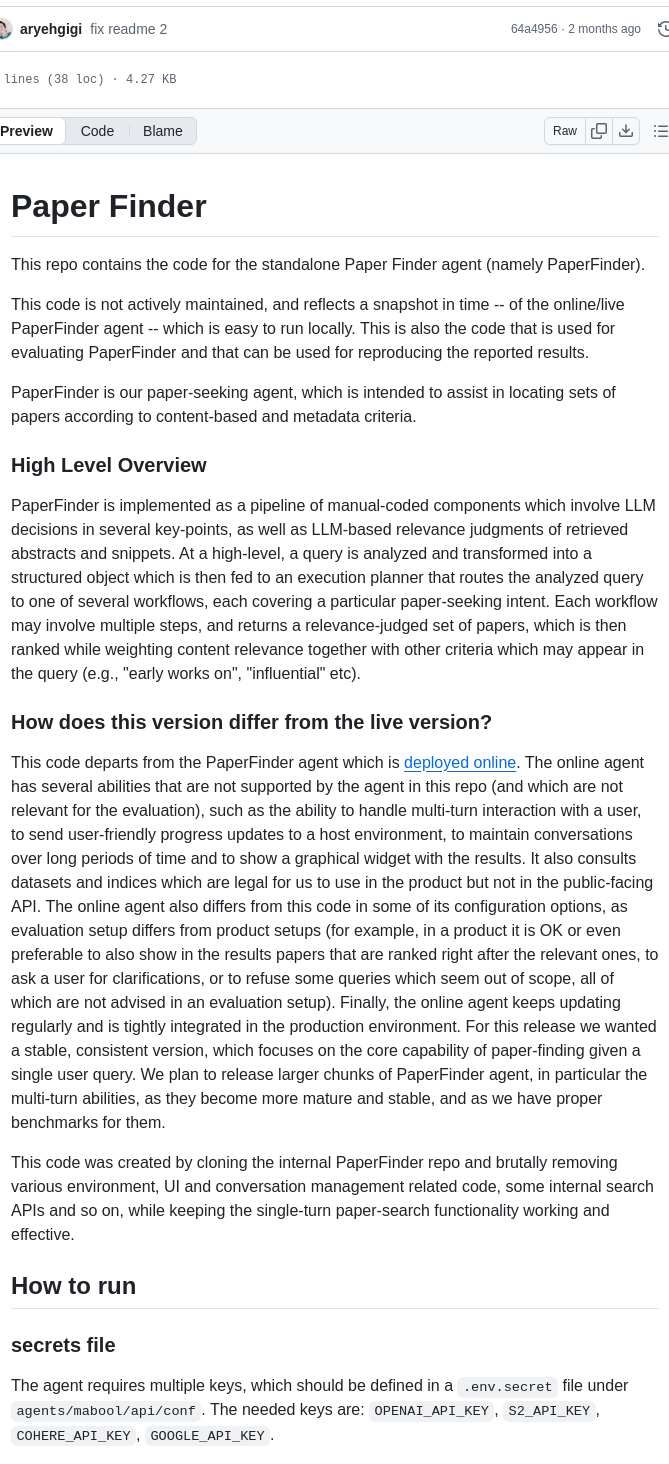 aryehgigi fix readme 2 64a4956 · 2 months ago
lines (38 loc) · 4.27 KB
Preview Code Blame Raw
Paper Finder
This repo contains the code for the standalone Paper Finder agent (namely PaperFinder).
This code is not actively maintained, and reflects a snapshot in time -- of the online/live
PaperFinder agent -- which is easy to run locally. This is also the code that is used for
evaluating PaperFinder and that can be used for reproducing the reported results.
PaperFinder is our paper-seeking agent, which is intended to assist in locating sets of
papers according to content-based and metadata criteria.
High Level Overview
PaperFinder is implemented as a pipeline of manual-coded components which involve LLM
decisions in several key-points, as well as LLM-based relevance judgments of retrieved
abstracts and snippets. At a high-level, a query is analyzed and transformed into a
structured object which is then fed to an execution planner that routes the analyzed query
to one of several workflows, each covering a particular paper-seeking intent. Each workflow
may involve multiple steps, and returns a relevance-judged set of papers, which is then
ranked while weighting content relevance together with other criteria which may appear in
the query (e.g., "early works on", "influential" etc).
How does this version differ from the live version?
This code departs from the PaperFinder agent which is deployed online. The online agent
has several abilities that are not supported by the agent in this repo (and which are not
relevant for the evaluation), such as the ability to handle multi-turn interaction with a user,
to send user-friendly progress updates to a host environment, to maintain conversations
over long periods of time and to show a graphical widget with the results. It also consults
datasets and indices which are legal for us to use in the product but not in the public-facing
API. The online agent also differs from this code in some of its configuration options, as
evaluation setup differs from product setups (for example, in a product it is OK or even
preferable to also show in the results papers that are ranked right after the relevant ones, to
ask a user for clarifications, or to refuse some queries which seem out of scope, all of
which are not advised in an evaluation setup). Finally, the online agent keeps updating
regularly and is tightly integrated in the production environment. For this release we wanted
a stable, consistent version, which focuses on the core capability of paper-finding given a
single user query. We plan to release larger chunks of PaperFinder agent, in particular the
multi-turn abilities, as they become more mature and stable, and as we have proper
benchmarks for them.
This code was created by cloning the internal PaperFinder repo and brutally removing
various environment, UI and conversation management related code, some internal search
APIs and so on, while keeping the single-turn paper-search functionality working and
effective.
How to run
secrets file
The agent requires multiple keys, which should be defined in a .env.secret file under
agents/mabool/api/conf. The needed keys are: OPENAI_API_KEY, S2_API_KEY,
COHERE_API_KEY, GOOGLE_API_KEY.